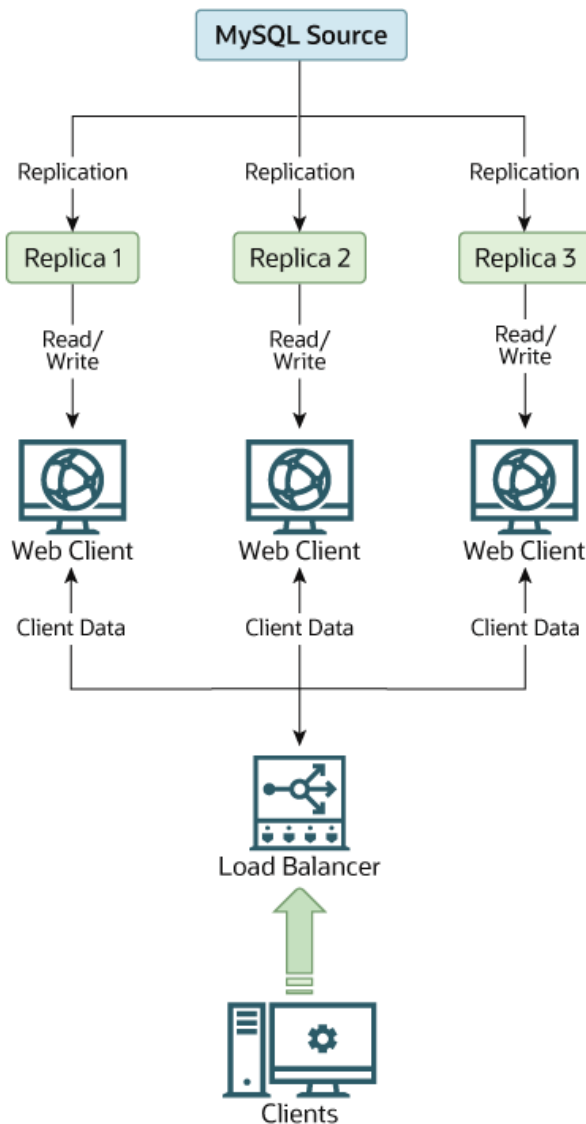 MySQL Source
Replication Replication Replication
Replica 1 Replica 2 Replica 3
Read/ Read/ Read/
Write Write Write
Web Client Web Client Web Client
Client Data Client Data Client Data
Load Balancer
Clients